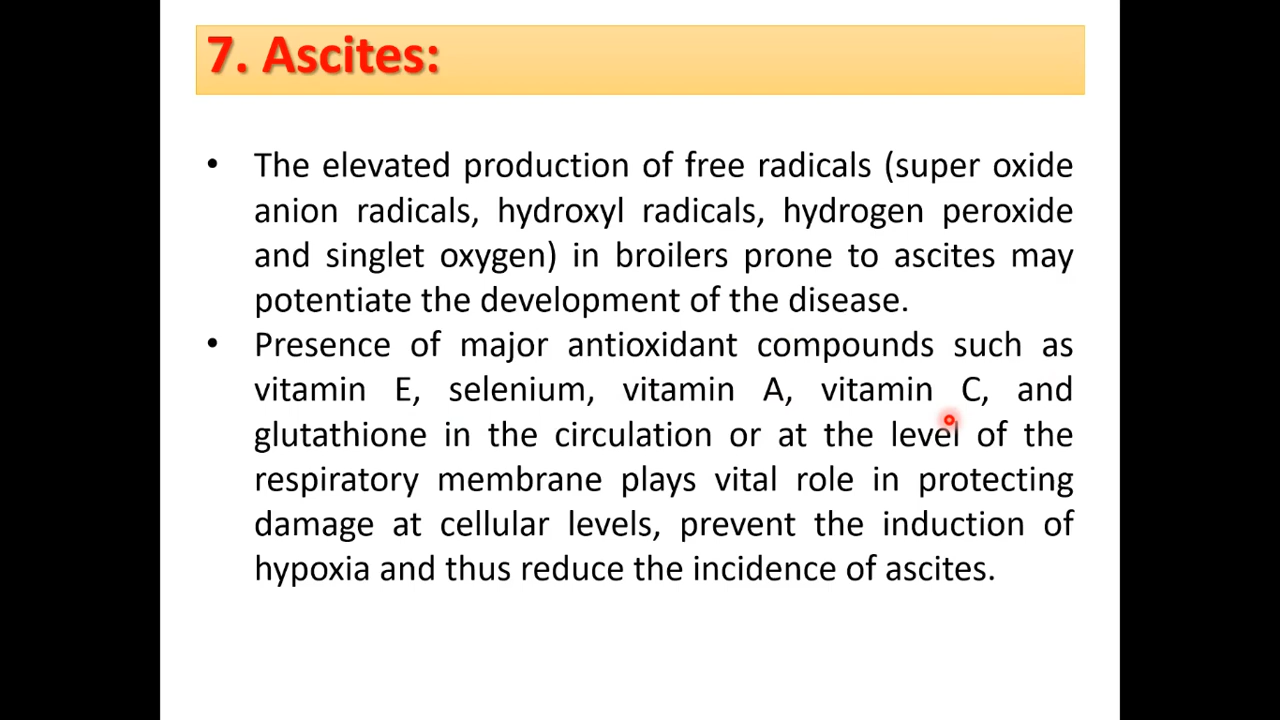 7. Ascites:
• The elevated production of free radicals (super oxide
anion radicals, hydroxyl radicals, hydrogen peroxide
and singlet oxygen) in broilers prone to ascites may
potentiate the development of the disease.
• Presence of major antioxidant compounds such as
vitamin E, selenium, vitamin A, vitamin C, and
glutathione in the circulation or at the level of the
respiratory membrane plays vital role in protecting
damage at cellular levels, prevent the induction of
hypoxia and thus reduce the incidence of ascites.